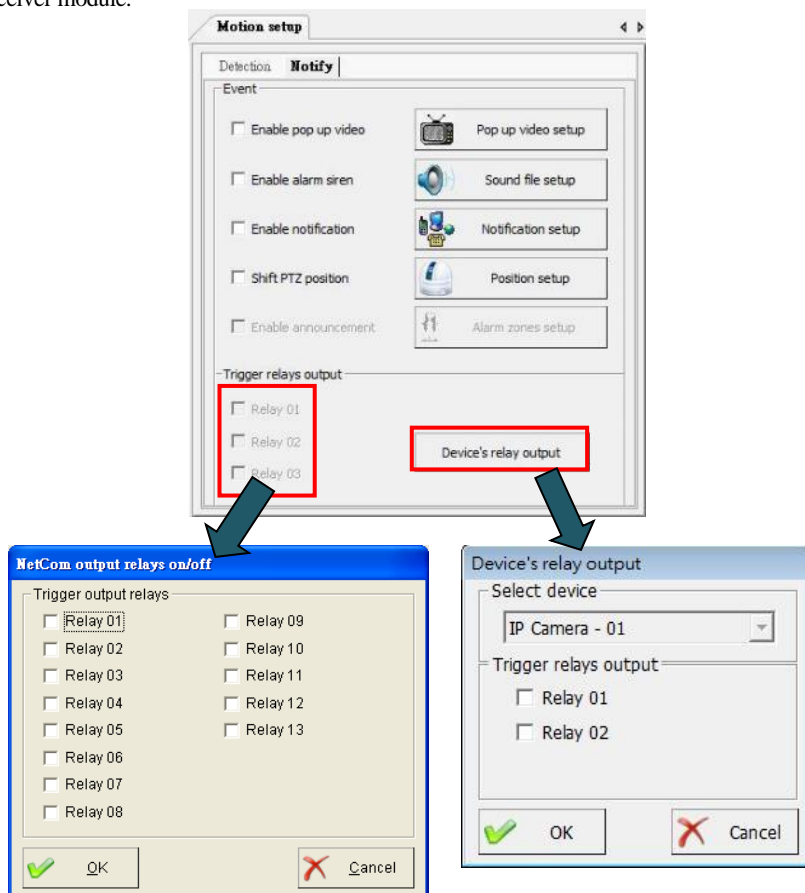 module.
Motion setup
Detection Notify
Event
Enable pop up video Pop up video setup
Enable alarm siren Sound file setup
Enable notification Notification setup
Shift PTZ position Position setup
Enable announcement Alarm zones setup
Trigger relays output
Relay 01
Relay 02
Device's relay output
Relay 03
NetCom output relays on/off
Trigger output relays
Relay 01 Relay 09
Relay 02 Relay 10
Relay 03 Relay 11
Relay 04 Relay 12
Relay 05 Relay 13
Relay 06
Relay 07
Relay 08
OK Cancel
Device's relay output
Select device
IP Camera - 01
Trigger relays output
Relay 01
Relay 02
OK Cancel